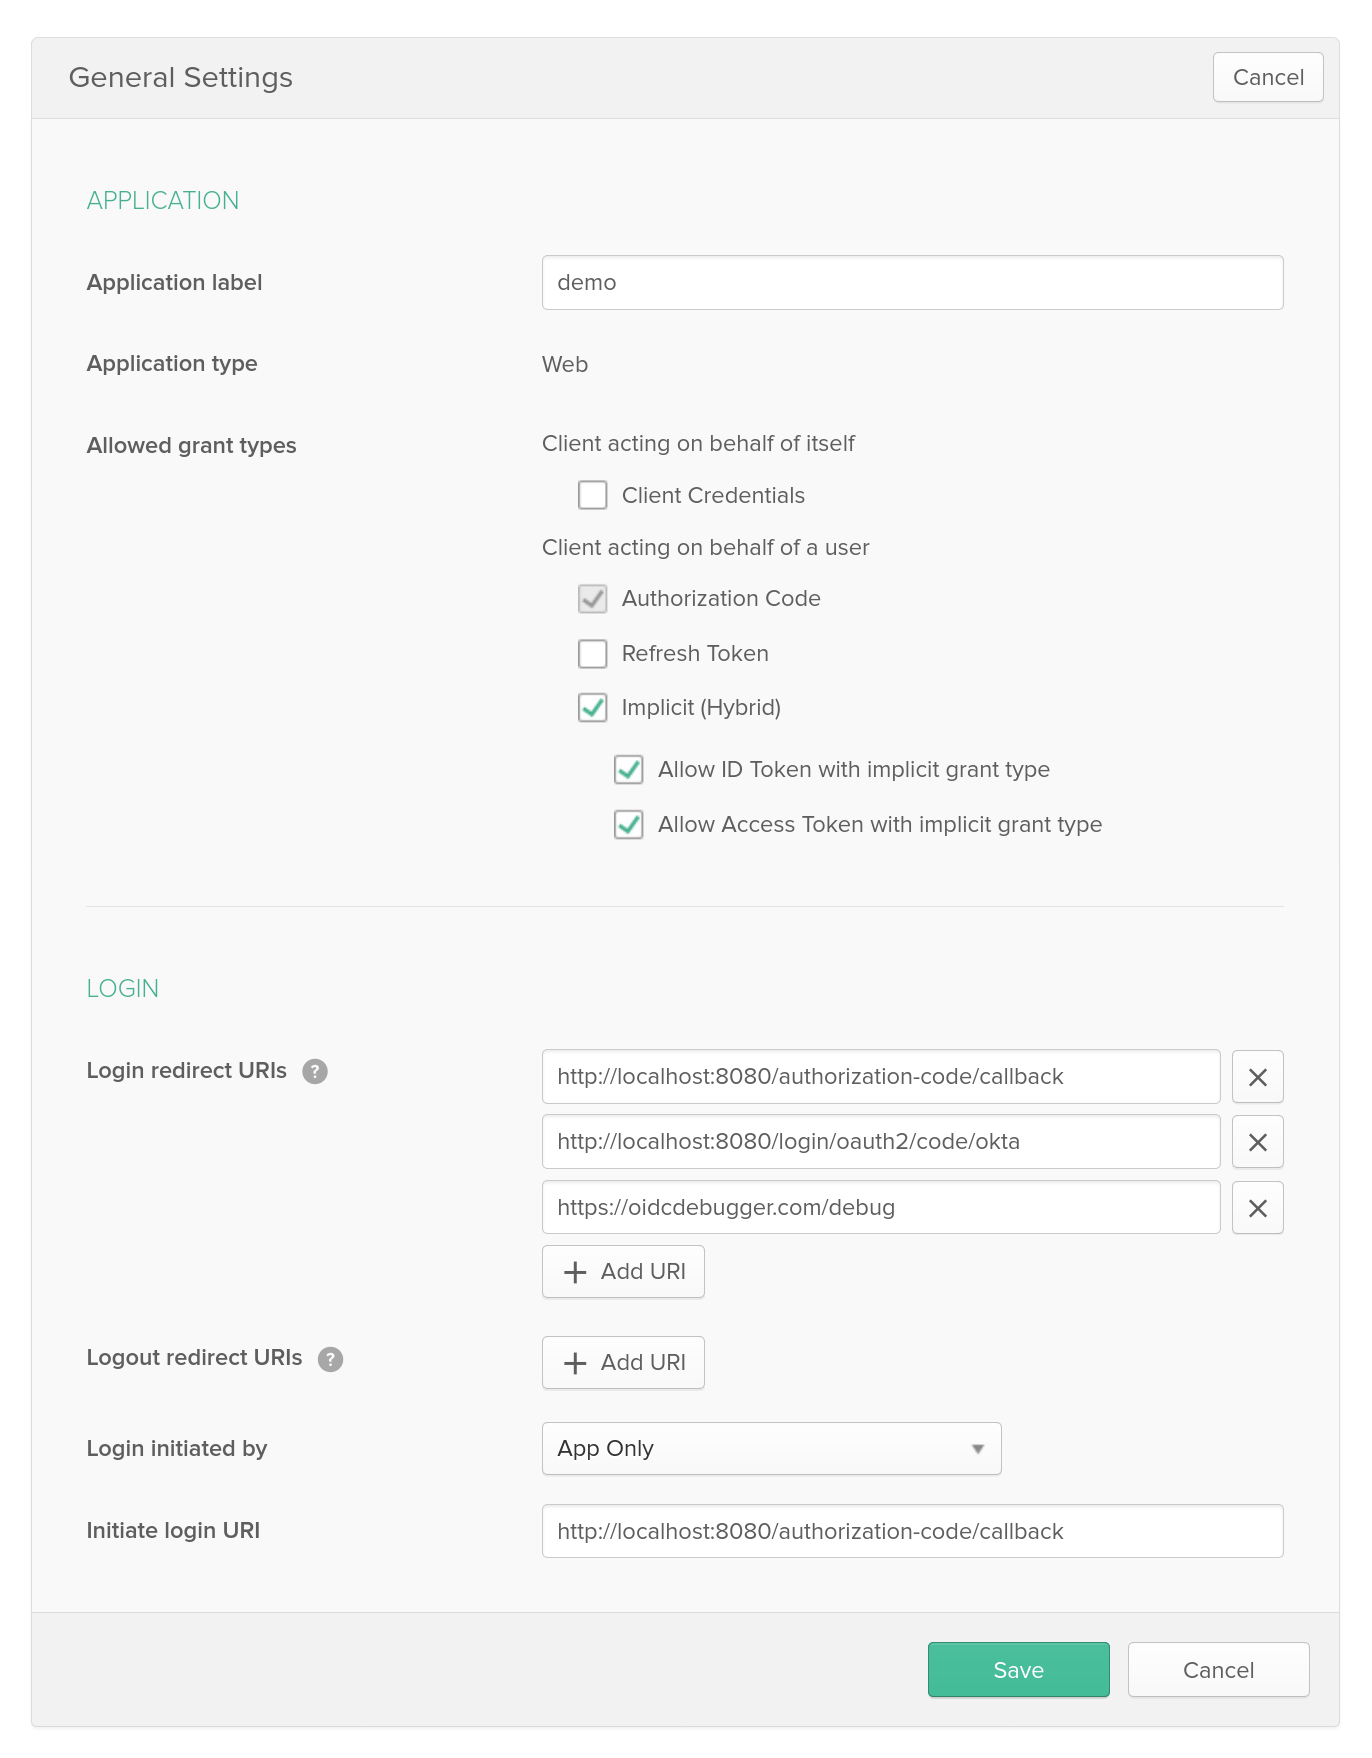 General Settings
Cancel
APPLICATION
Application label
demo
Application type
Web
Allowed grant types
Client acting on behalf of itself
Client Credentials
Client acting on behalf of a user
Authorization Code
Refresh Token
Implicit (Hybrid)
Allow ID Token with implicit grant type
Allow Access Token with implicit grant type
LOGIN
Login redirect URIs ?
http://localhost:8080/authorization-code/callback
http://localhost:8080/login/oauth2/code/okta
https://oidcdebugger.com/debug
Add URI
Logout redirect URIs ?
Add URI
Login initiated by
App Only
Initiate login URI
http://localhost:8080/authorization-code/callback
Save
Cancel